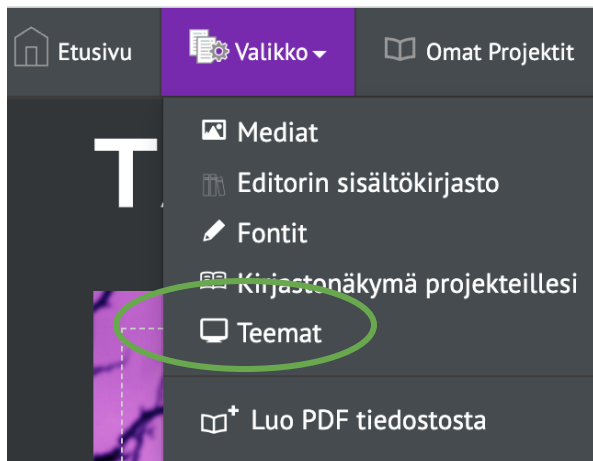 Etusivu
Valikko
Omat Projektit
T
Mediat
Editorin sisältökirjasto
Fontit
Kirjastonäkymä projekteillesi
Teemat
Luo PDF tiedostosta